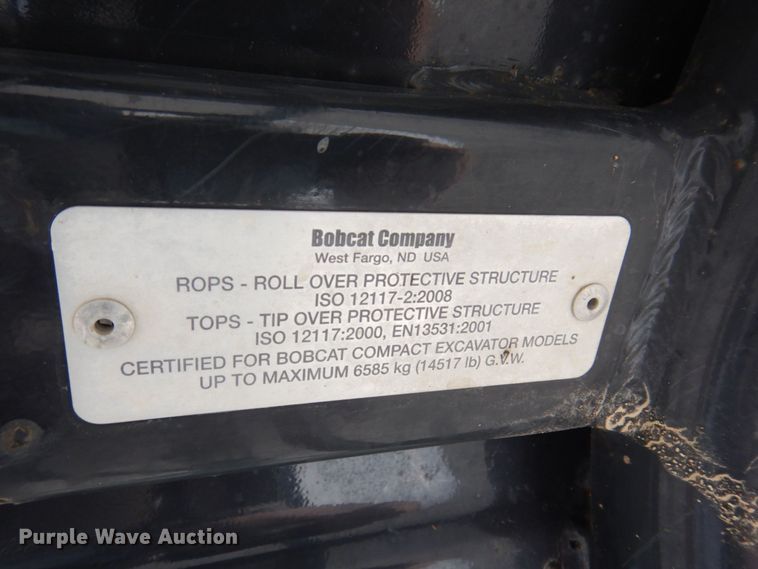 Bobcat Company
West Fargo, ND USA
ROPS - ROLL OVER PROTECTIVE STRUCTURE
ISO 12117-2:2008
TOPS - TIP OVER PROTECTIVE STRUCTURE
ISO 12117:2000, EN13531:2001
CERTIFIED FOR BOBCAT COMPACT EXCAVATOR MODELS
UP TO MAXIMUM 6585 kg (14517 lb) G.V.W.
Purple Wave Auction®